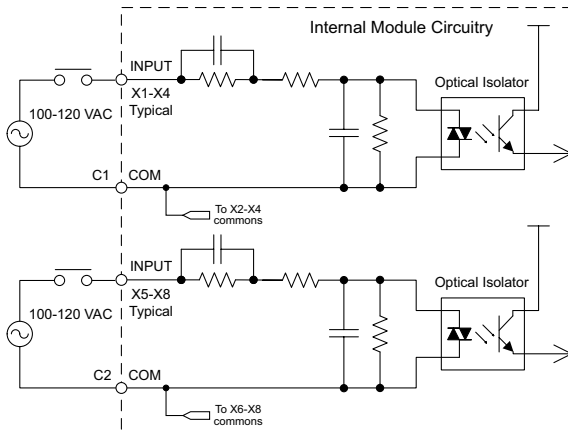 Internal Module Circuitry
INPUT
X1-X4
Typical
Optical Isolator
100-120 VAC
C1
COM
To X2-X4
commons
INPUT
X5-X8
Typical
Optical Isolator
100-120 VAC
C2
COM
To X6-X8
commons